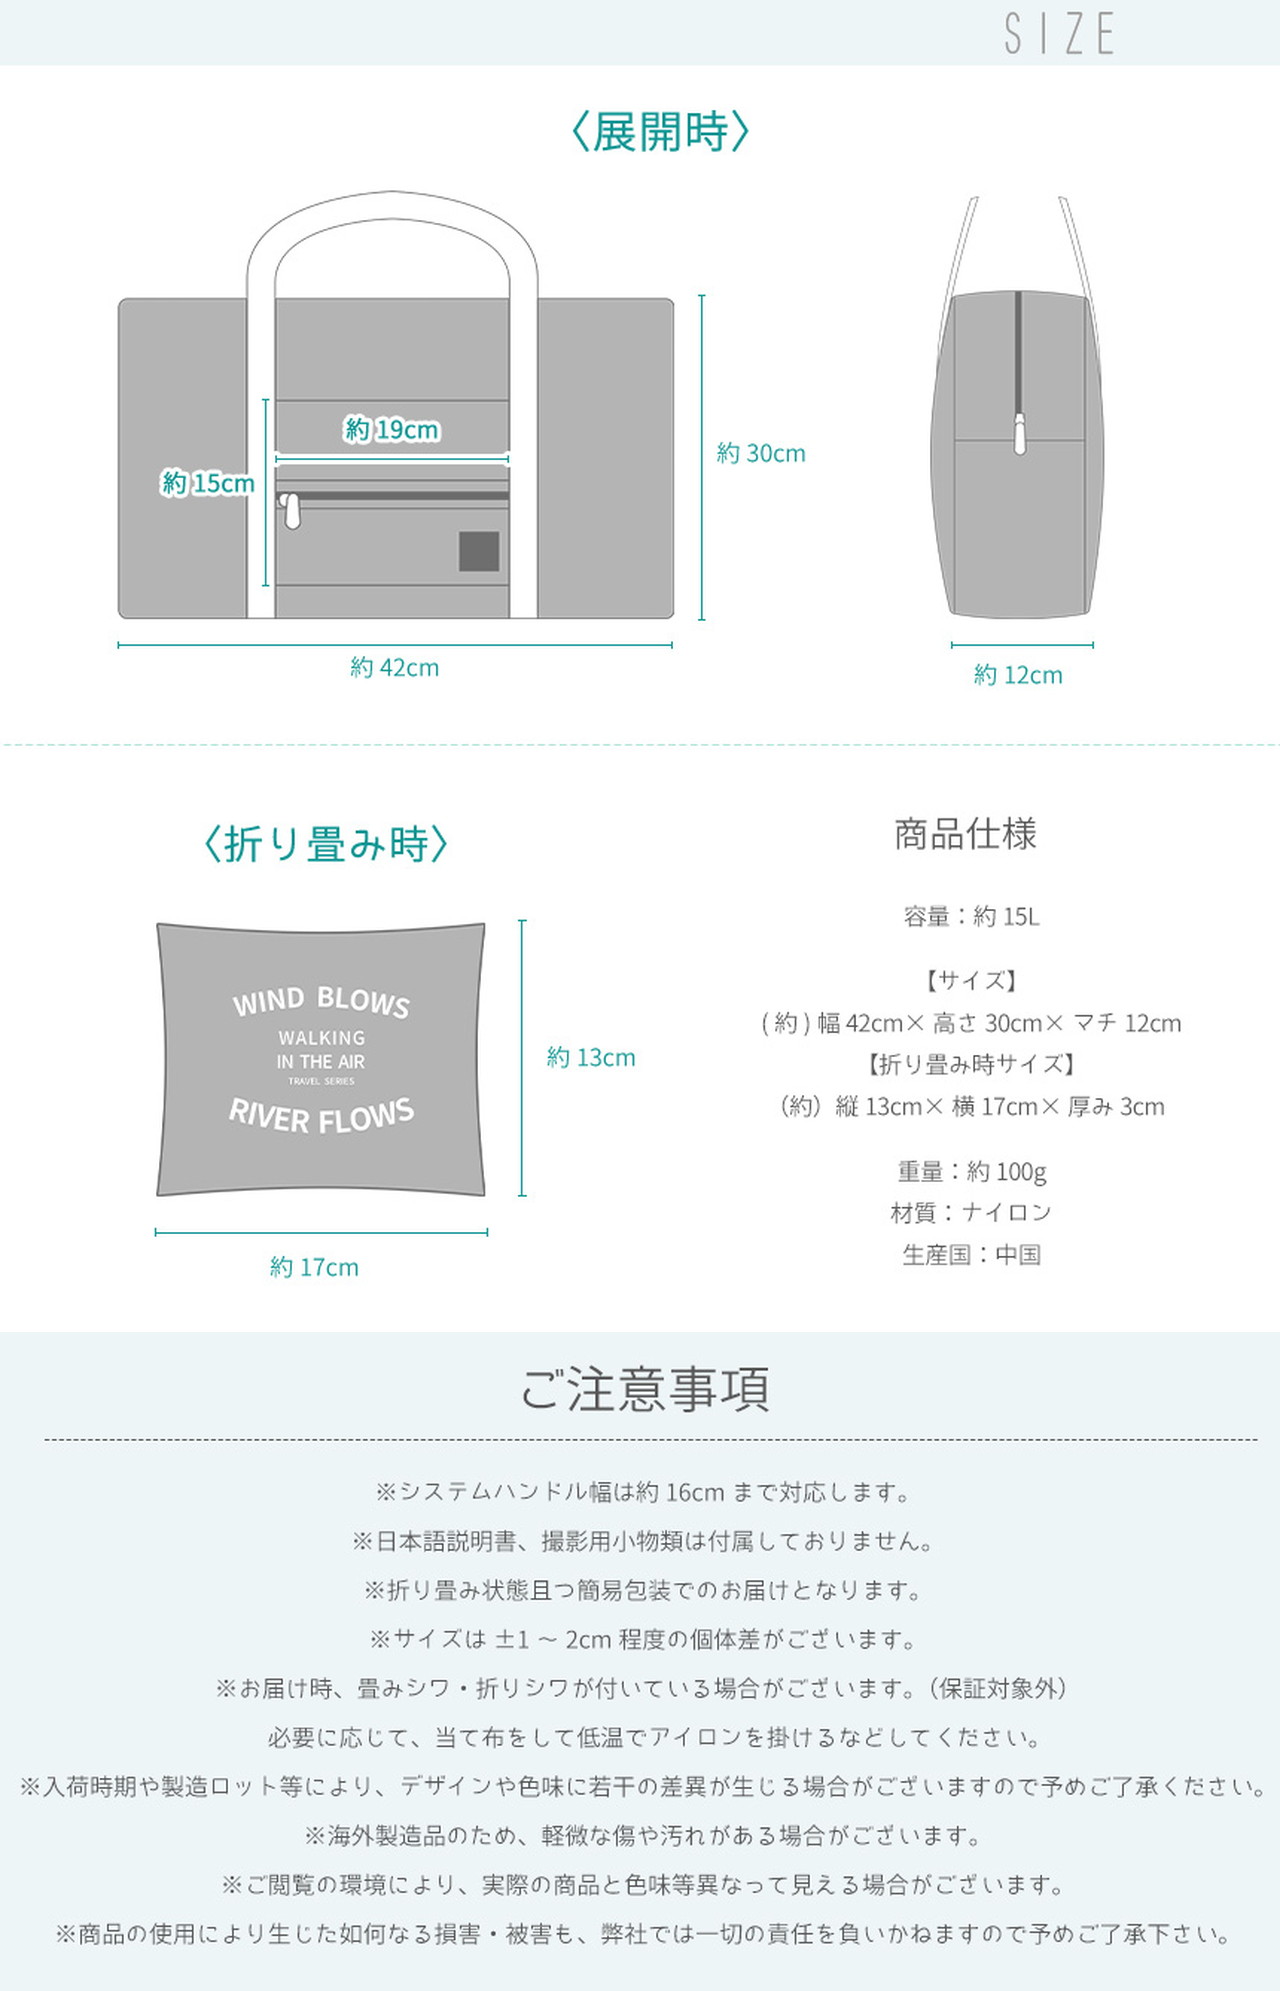 SIZE
〈展開時〉
約 19cm
約 15cm
約 30cm
約 42cm
約 12cm
〈折り畳み時〉
WIND BLOWS
WALKING
IN THE AIR
TRAVEL SERIES
RIVER FLOWS
約 13cm
約 17cm
商品仕様
容量：約 15L
【サイズ】
( 約 ) 幅 42cm× 高さ 30cm× マチ 12cm
【折り畳み時サイズ】
（約）縦 13cm× 横 17cm× 厚み 3cm
重量：約 100g
材質：ナイロン
生産国：中国
ご注意事項
※システムハンドル幅は約 16cm まで対応します。
※日本語説明書、撮影用小物類は付属しておりません。
※折り畳み状態且つ簡易包装でのお届けとなります。
※サイズは ±1 ～ 2cm 程度の個体差がございます。
※お届け時、畳みシワ・折りシワが付いている場合がございます。（保証対象外）
必要に応じて、当て布をして低温でアイロンを掛けるなどしてください。
※入荷時期や製造ロット等により、デザインや色味に若干の差異が生じる場合がございますので予めご了承ください。
※海外製造品のため、軽微な傷や汚れがある場合がございます。
※ご閲覧の環境により、実際の商品と色味等異なって見える場合がございます。
※商品の使用により生じた如何なる損害・被害も、弊社では一切の責任を負いかねますので予めご了承下さい。